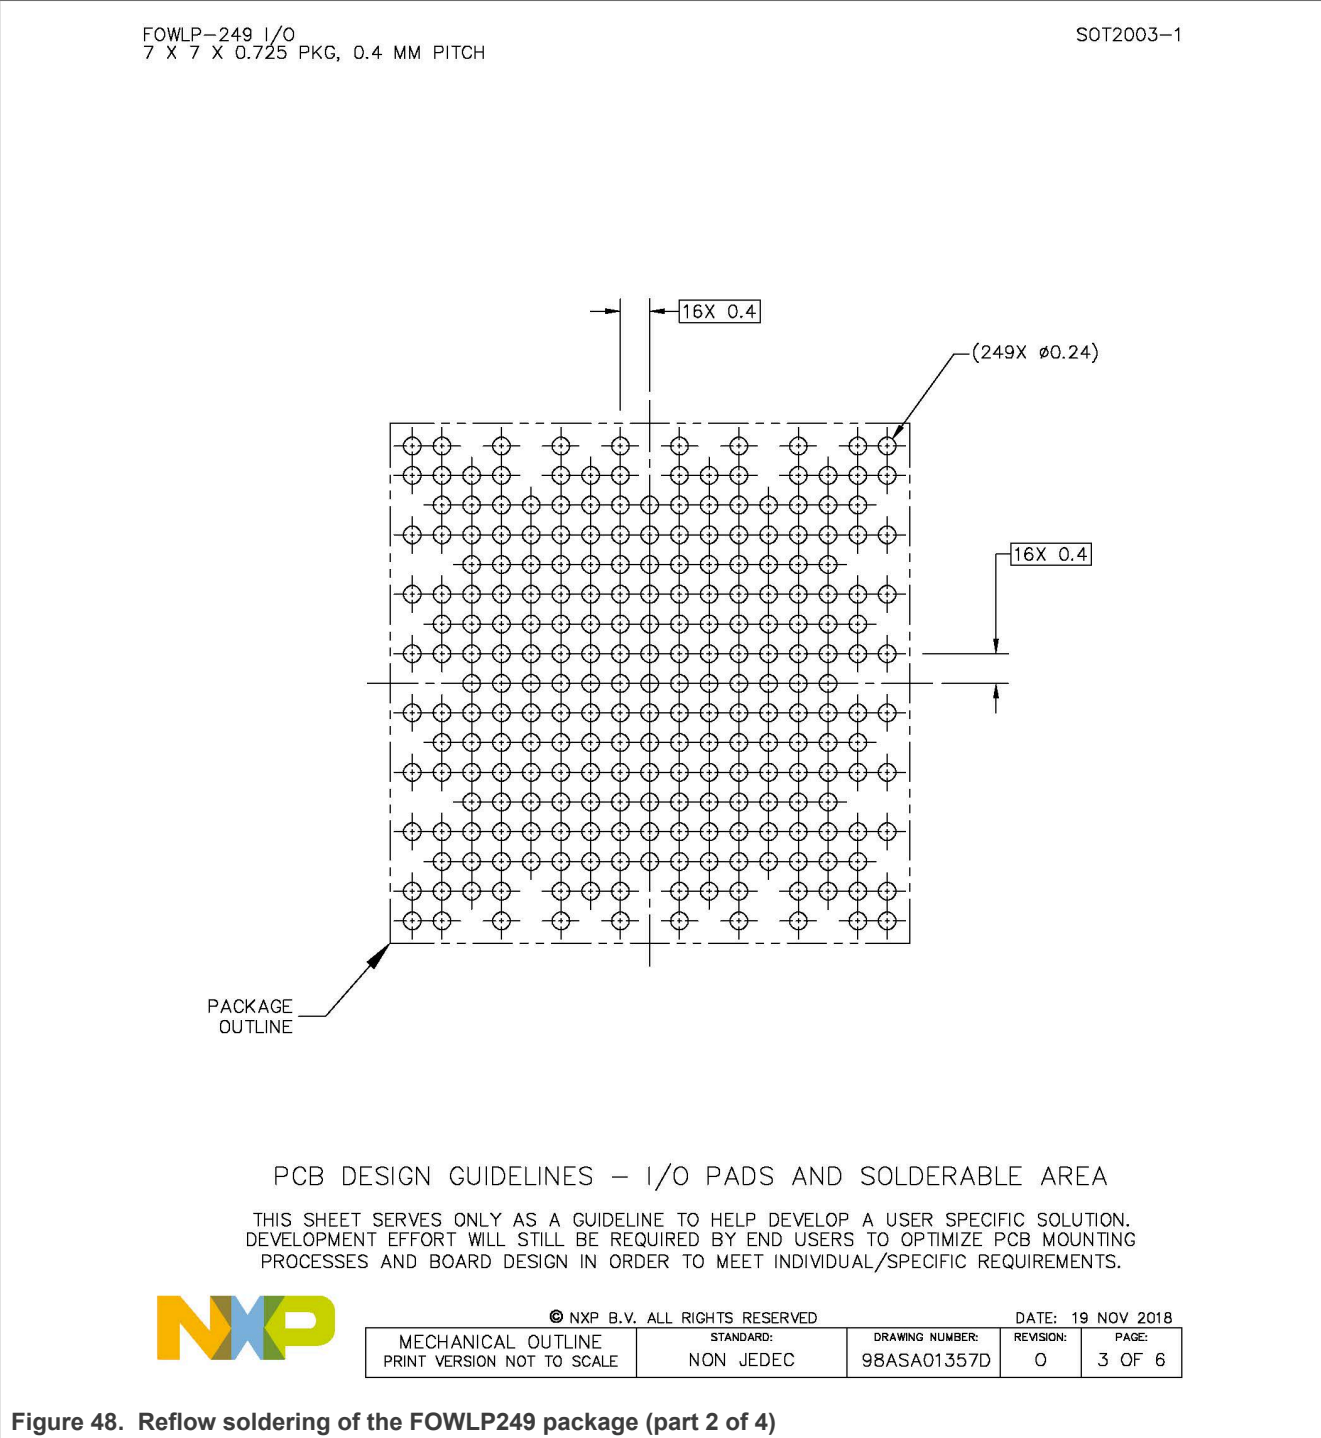 FOWLP-249 I/O
7 X 7 X 0.725 PKG, 0.4 MM PITCH
SOT2003-1
16X 0.4
(249X ø0.24)
16X 0.4
PACKAGE
OUTLINE
PCB DESIGN GUIDELINES - I/O PADS AND SOLDERABLE AREA
THIS SHEET SERVES ONLY AS A GUIDELINE TO HELP DEVELOP A USER SPECIFIC SOLUTION.
DEVELOPMENT EFFORT WILL STILL BE REQUIRED BY END USERS TO OPTIMIZE PCB MOUNTING
PROCESSES AND BOARD DESIGN IN ORDER TO MEET INDIVIDUAL/SPECIFIC REQUIREMENTS.
NXP
© NXP B.V. ALL RIGHTS RESERVED
DATE: 19 NOV 2018
MECHANICAL OUTLINE
PRINT VERSION NOT TO SCALE
STANDARD:
NON JEDEC
DRAWING NUMBER:
98ASA01357D
REVISION:
O
PAGE:
3 OF 6
Figure 48. Reflow soldering of the FOWLP249 package (part 2 of 4)